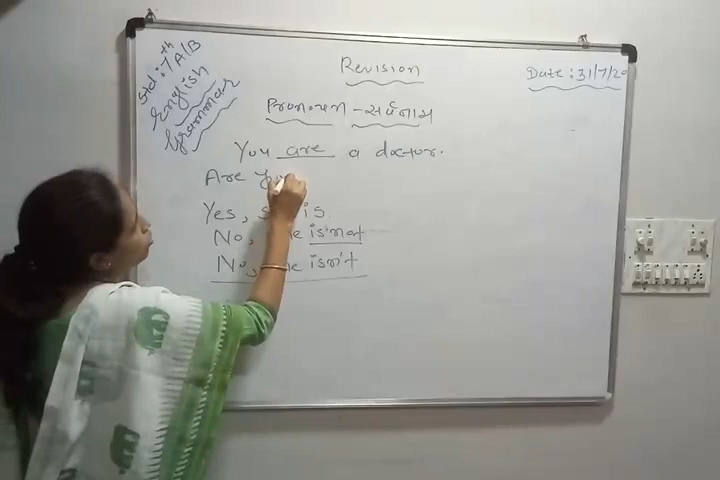 Std : 7th A/B
English
Grammar
Revision
Date : 31/7/20
Pronoun - સર્વનામ
You are a doctor.
Are you
Yes, is.
No, is not
No, isn't